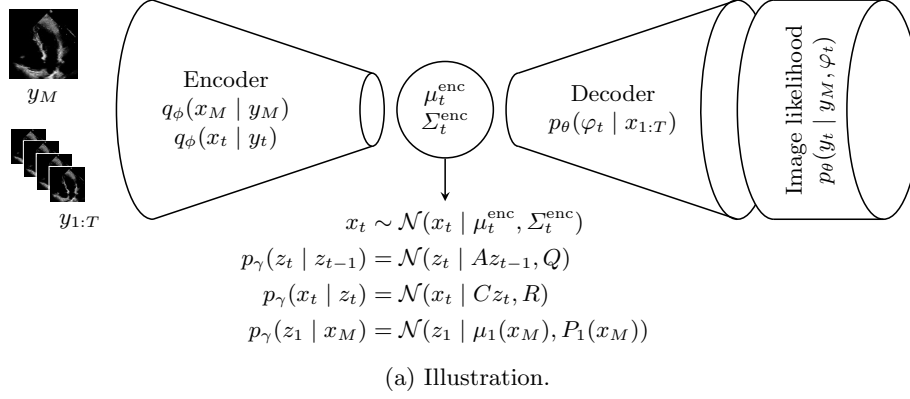 y_M
y_{1:T}
Encoder
q_ϕ(x_M | y_M)
q_ϕ(x_t | y_t)
μ_t^{enc}
Σ_t^{enc}
Decoder
p_θ(φ_t | x_{1:T})
Image likelihood
p_θ(y_t | y_M, φ_t)
x_t ∼ 𝒩(x_t | μ_t^{enc}, Σ_t^{enc})
p_γ(z_t | z_{t−1}) = 𝒩(z_t | Az_{t−1}, Q)
p_γ(x_t | z_t) = 𝒩(x_t | Cz_t, R)
p_γ(z_1 | x_M) = 𝒩(z_1 | μ_1(x_M), P_1(x_M))
(a) Illustration.